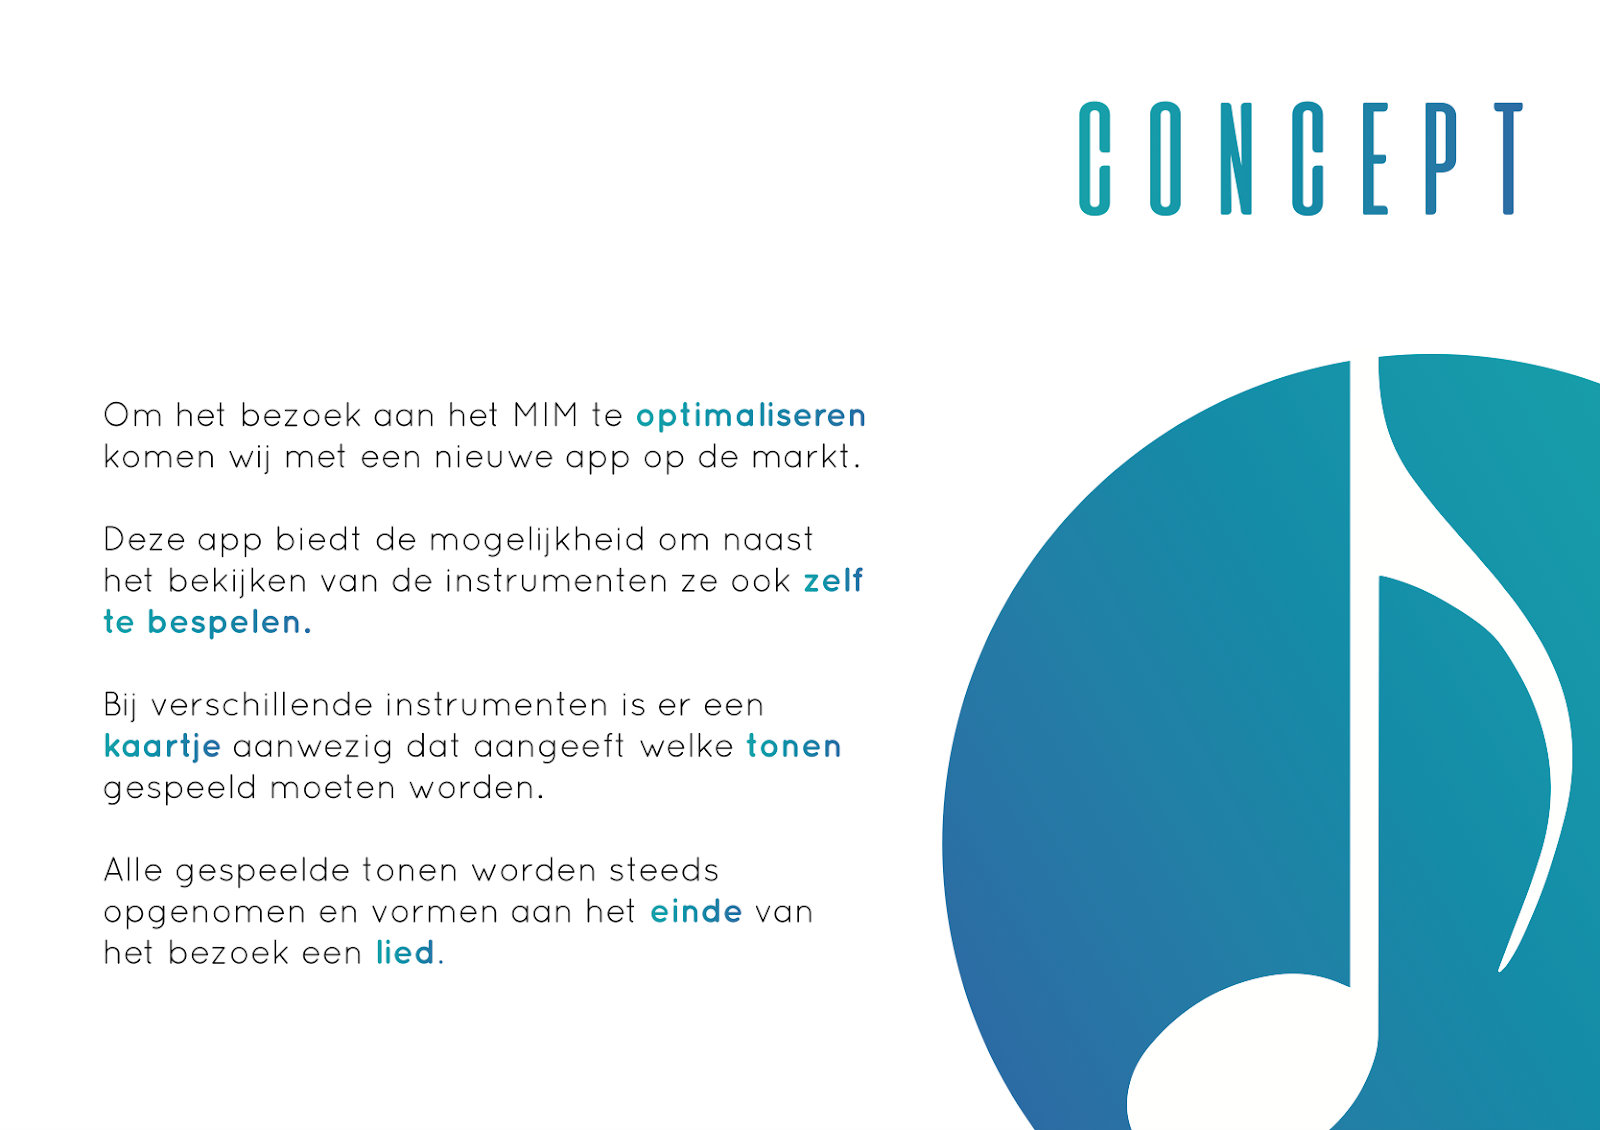 CONCEPT
Om het bezoek aan het MIM te optimaliseren
komen wij met een nieuwe app op de markt.
Deze app biedt de mogelijkheid om naast
het bekijken van de instrumenten ze ook zelf
te bespelen.
Bij verschillende instrumenten is er een
kaartje aanwezig dat aangeeft welke tonen
gespeeld moeten worden.
Alle gespeelde tonen worden steeds
opgenomen en vormen aan het einde van
het bezoek een lied.